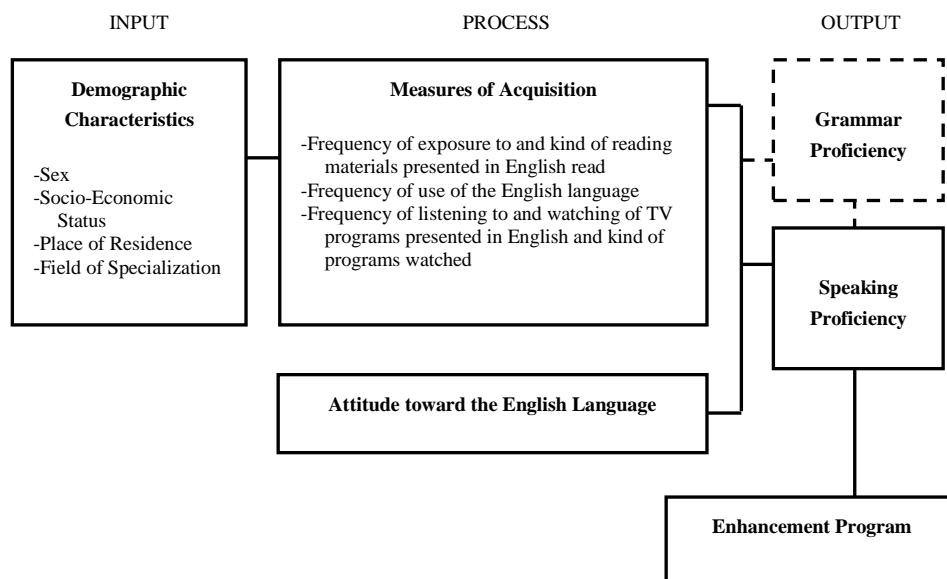 INPUT
PROCESS
OUTPUT
Demographic
Characteristics
-Sex
-Socio-Economic
Status
-Place of Residence
-Field of Specialization
Measures of Acquisition
-Frequency of exposure to and kind of reading
materials presented in English read
-Frequency of use of the English language
-Frequency of listening to and watching of TV
programs presented in English and kind of
programs watched
Grammar
Proficiency
Speaking
Proficiency
Attitude toward the English Language
Enhancement Program